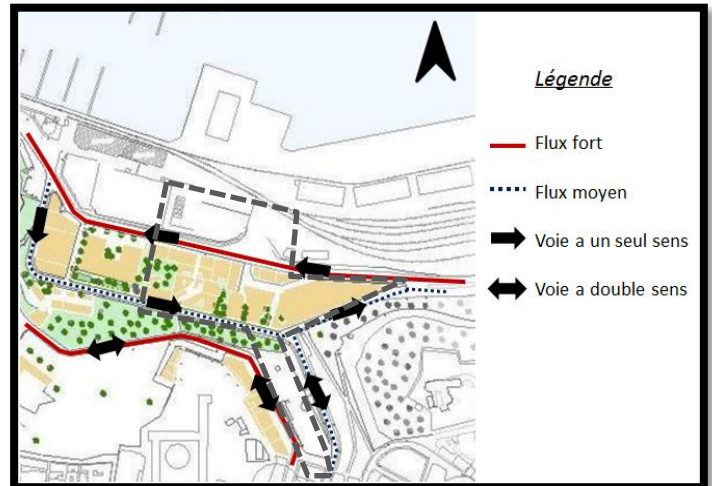 Légende
Flux fort
Flux moyen
Voie a un seul sens
Voie a double sens